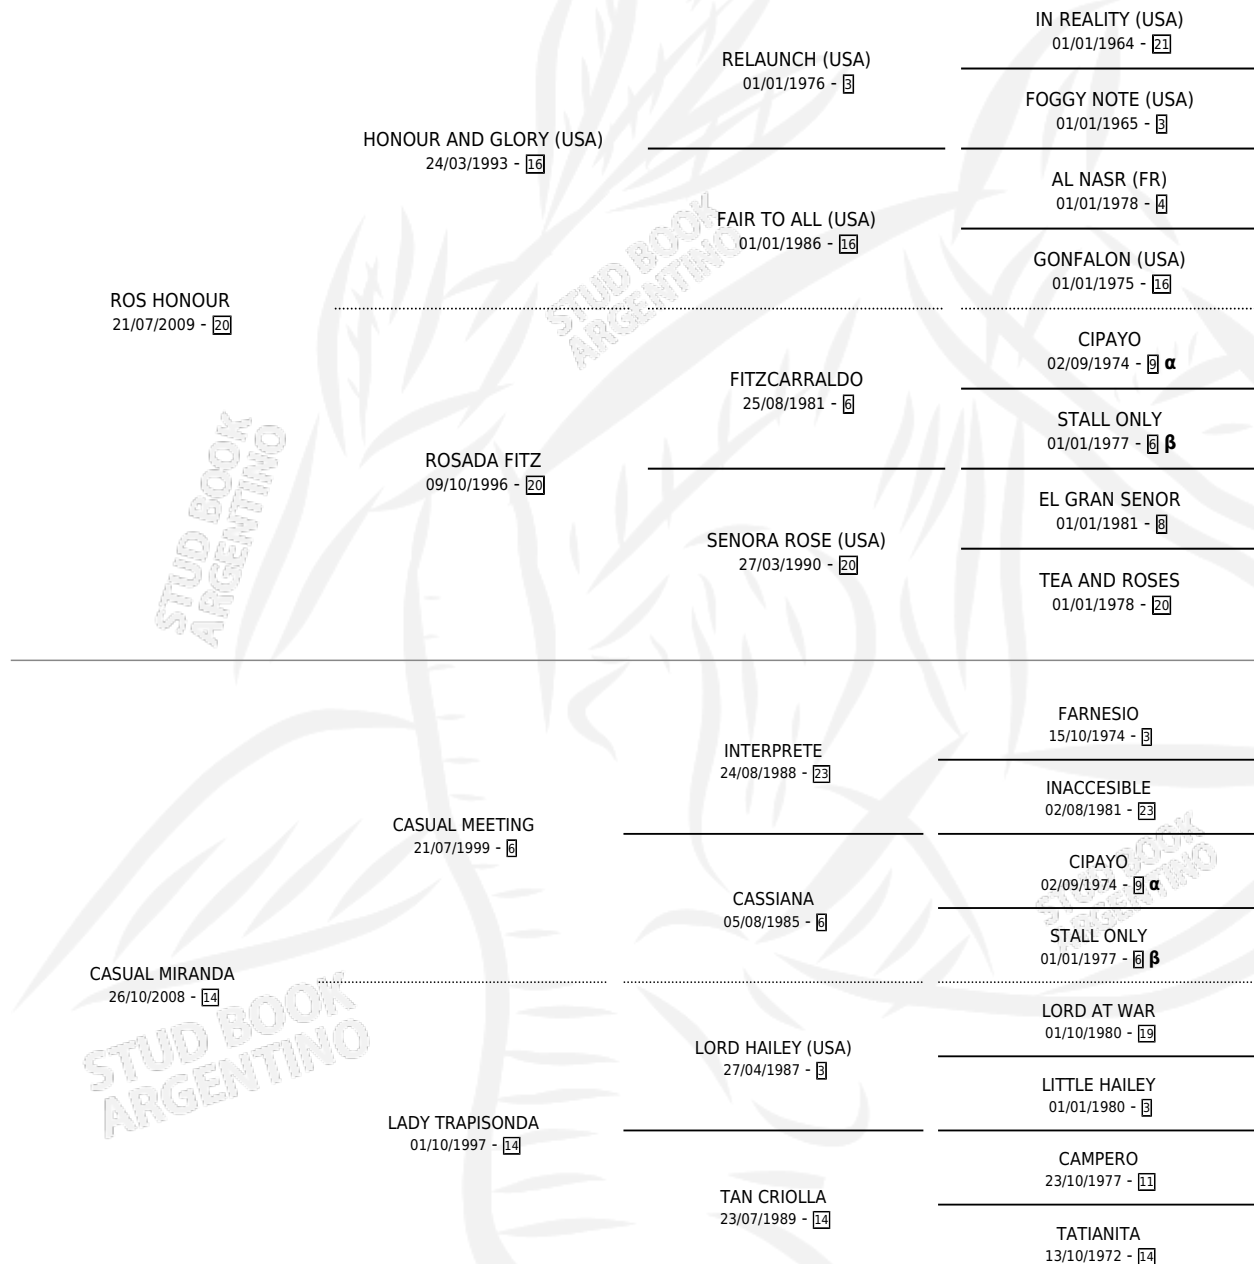 IN REALITY (USA)
01/01/1964 - 21
RELAUNCH (USA)
01/01/1976 - 3
FOGGY NOTE (USA)
01/01/1965 - 3
HONOUR AND GLORY (USA)
24/03/1993 - 16
AL NASR (FR)
01/01/1978 - 4
FAIR TO ALL (USA)
01/01/1986 - 16
GONFALON (USA)
01/01/1975 - 16
ROS HONOUR
21/07/2009 - 20
CIPAYO
02/09/1974 - 9 α
FITZCARRALDO
25/08/1981 - 6
STALL ONLY
01/01/1977 - 6 β
ROSADA FITZ
09/10/1996 - 20
EL GRAN SENOR
01/01/1981 - 8
SENORA ROSE (USA)
27/03/1990 - 20
TEA AND ROSES
01/01/1978 - 20
FARNESIO
15/10/1974 - 3
INTERPRETE
24/08/1988 - 23
INACCESIBLE
02/08/1981 - 23
CASUAL MEETING
21/07/1999 - 6
CIPAYO
02/09/1974 - 9 α
CASSIANA
05/08/1985 - 6
STALL ONLY
01/01/1977 - 6 β
CASUAL MIRANDA
26/10/2008 - 14
LORD AT WAR
01/10/1980 - 19
LORD HAILEY (USA)
27/04/1987 - 3
LITTLE HAILEY
01/01/1980 - 3
LADY TRAPISONDA
01/10/1997 - 14
CAMPERO
23/10/1977 - 11
TAN CRIOLLA
23/07/1989 - 14
TATIANITA
13/10/1972 - 14
STUD BOOK
ARGENTINO
STUD BOOK
ARGENTINO
STUD BOOK
ARGENTINO
STUD BOOK
ARGENTINO